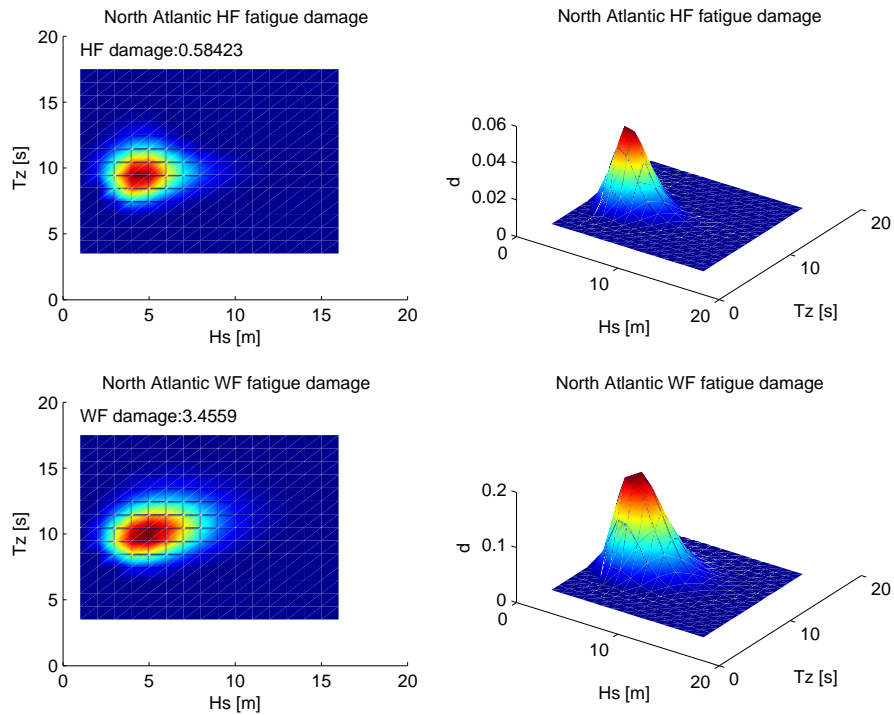 North Atlantic HF fatigue damage
HF damage:0.58423
20
15
10
5
0
Tz [s]
0
5
10
15
20
Hs [m]
North Atlantic HF fatigue damage
0.06
0.04
0.02
0
d
0
10
20
Hs [m]
0
10
20
Tz [s]
North Atlantic WF fatigue damage
WF damage:3.4559
20
15
10
5
0
Tz [s]
0
5
10
15
20
Hs [m]
North Atlantic WF fatigue damage
0.2
0.1
0
d
0
10
20
Hs [m]
0
10
20
Tz [s]